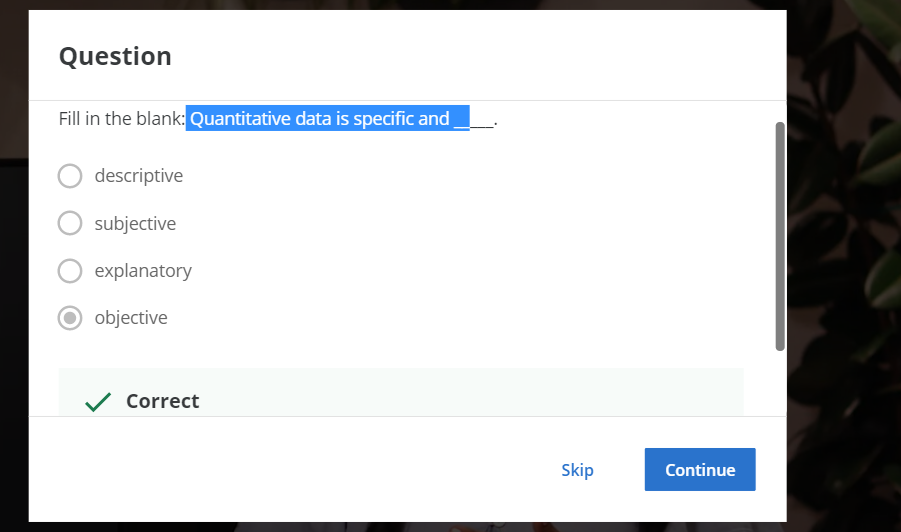 Question
Fill in the blank: Quantitative data is specific and _____.
descriptive
subjective
explanatory
objective
Correct
Skip
Continue